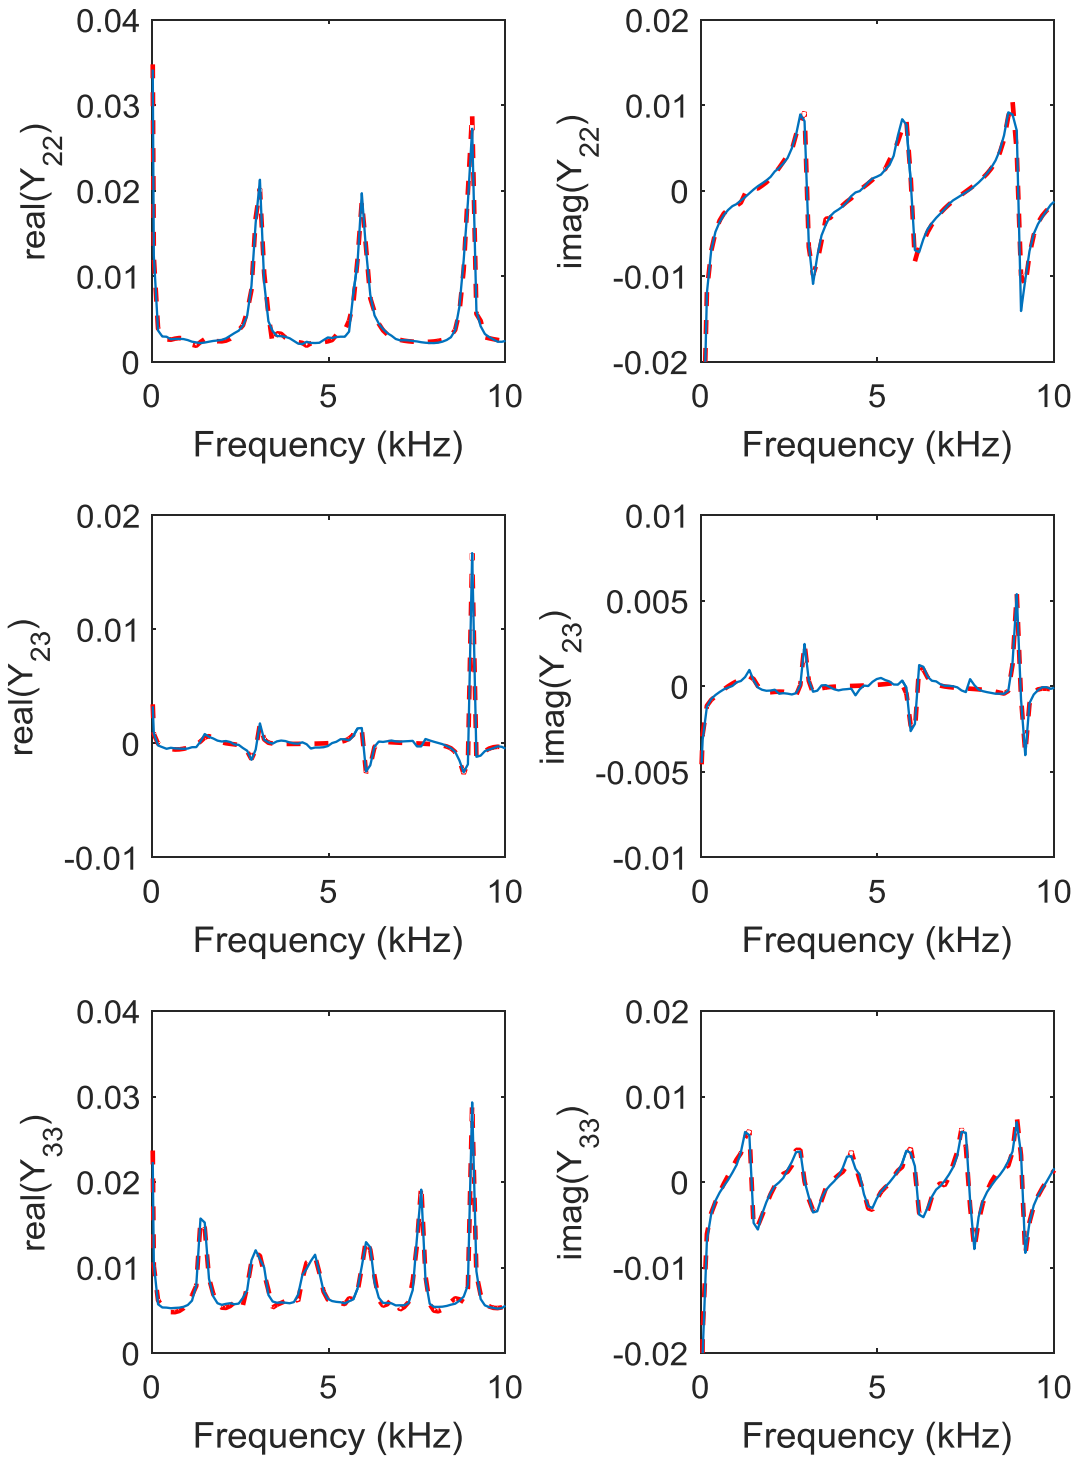 0.04
0.03
0.02
0.01
0
real(Y22)
0 5 10
Frequency (kHz)
0.02
0.01
0
-0.01
-0.02
imag(Y22)
0 5 10
Frequency (kHz)
0.02
0.01
0
-0.01
real(Y23)
0 5 10
Frequency (kHz)
0.01
0.005
0
-0.005
-0.01
imag(Y23)
0 5 10
Frequency (kHz)
0.04
0.03
0.02
0.01
0
real(Y33)
0 5 10
Frequency (kHz)
0.02
0.01
0
-0.01
-0.02
imag(Y33)
0 5 10
Frequency (kHz)